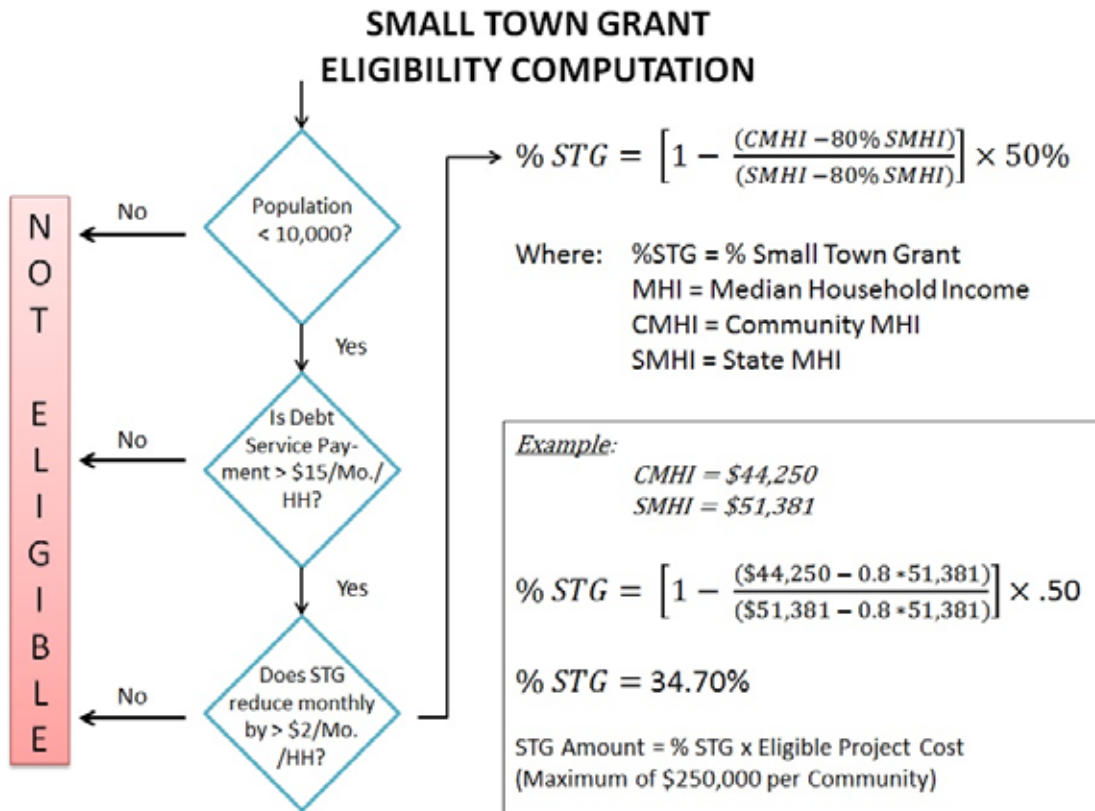 SMALL TOWN GRANT
ELIGIBILITY COMPUTATION
NOT ELIGIBLE
Population
< 10,000?
No
Yes
Is Debt
Service Pay-
ment > $15/Mo./
HH?
No
Yes
Does STG
reduce monthly
by > $2/Mo.
/HH?
No
% STG = [1 − (CMHI −80% SMHI) / (SMHI −80% SMHI)] × 50%
Where: %STG = % Small Town Grant
MHI = Median Household Income
CMHI = Community MHI
SMHI = State MHI
Example:
CMHI = $44,250
SMHI = $51,381
% STG = [1 − ($44,250 − 0.8 *51,381) / ($51,381 − 0.8 *51,381)] × .50
% STG = 34.70%
STG Amount = % STG x Eligible Project Cost
(Maximum of $250,000 per Community)